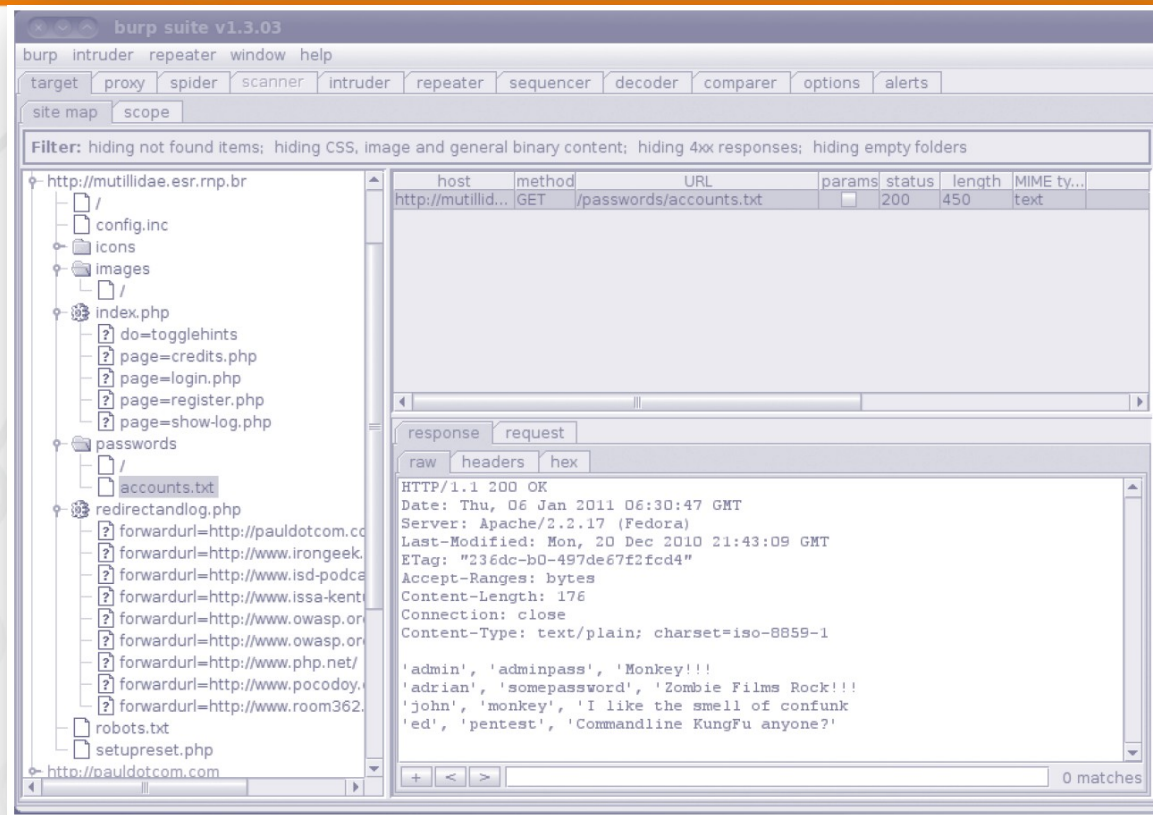 burp suite v1.3.03
burp intruder repeater window help
target proxy spider scanner intruder repeater sequencer decoder comparer options alerts
site map scope
Filter: hiding not found items; hiding CSS, image and general binary content; hiding 4xx responses; hiding empty folders
http://mutillidae.esr.rnp.br
/
config.inc
icons
images
/
index.php
do=togglehints
page=credits.php
page=login.php
page=register.php
page=show-log.php
passwords
/
accounts.txt
redirectandlog.php
forwardurl=http://pauldotcom.cc
forwardurl=http://www.irongeek.
forwardurl=http://www.isd-podca
forwardurl=http://www.issa-kent
forwardurl=http://www.owasp.or
forwardurl=http://www.owasp.or
forwardurl=http://www.php.net/
forwardurl=http://www.pocodoy.
forwardurl=http://www.room362.
robots.txt
setupreset.php
http://pauldotcom.com
host method URL params status length MIME ty...
http://mutillid... GET /passwords/accounts.txt 200 450 text
response request
raw headers hex
HTTP/1.1 200 OK
Date: Thu, 06 Jan 2011 06:30:47 GMT
Server: Apache/2.2.17 (Fedora)
Last-Modified: Mon, 20 Dec 2010 21:43:09 GMT
ETag: "236dc-b0-497de67f2fcd4"
Accept-Ranges: bytes
Content-Length: 176
Connection: close
Content-Type: text/plain; charset=iso-8859-1
'admin', 'adminpass', 'Monkey!!!
'adrian', 'somepassword', 'Zombie Films Rock!!!
'john', 'monkey', 'I like the smell of confunk
'ed', 'pentest', 'Commandline KungFu anyone?'
+ < > 0 matches